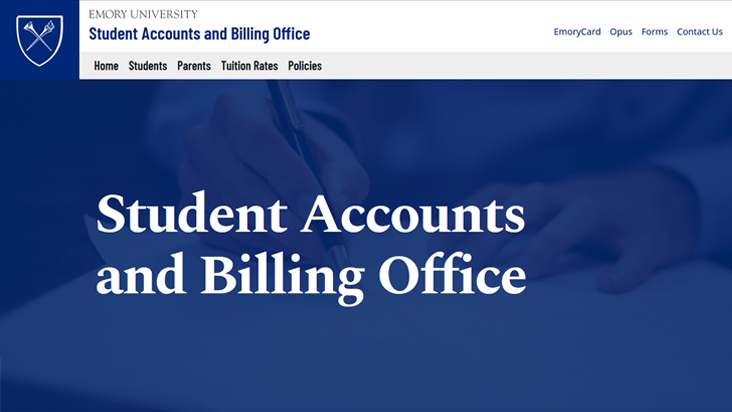 EMORY UNIVERSITY
Student Accounts and Billing Office
EmoryCard Opus Forms Contact Us
Home Students Parents Tuition Rates Policies
Student Accounts
and Billing Office